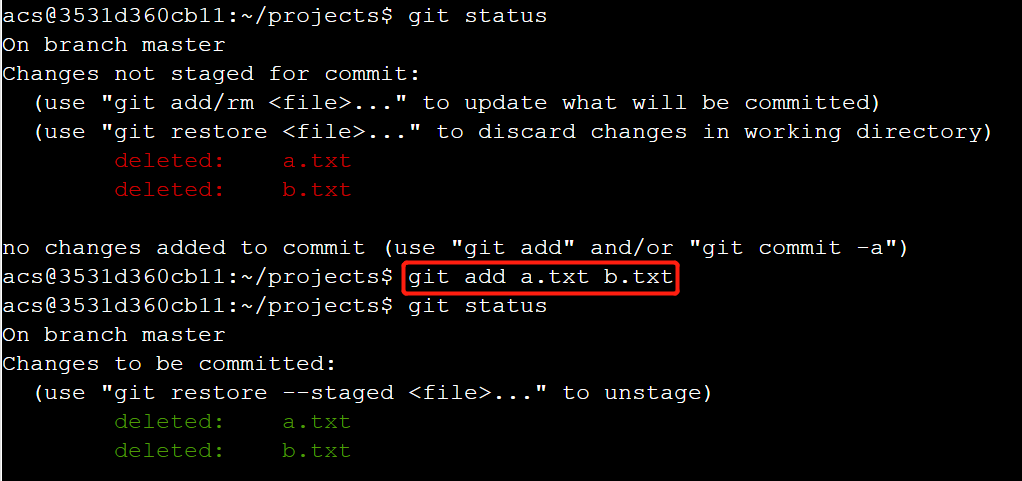 acs@3531d360cb11:~/projects$ git status
On branch master
Changes not staged for commit:
  (use "git add/rm <file>..." to update what will be committed)
  (use "git restore <file>..." to discard changes in working directory)
        deleted:    a.txt
        deleted:    b.txt

no changes added to commit (use "git add" and/or "git commit -a")
acs@3531d360cb11:~/projects$ git add a.txt b.txt
acs@3531d360cb11:~/projects$ git status
On branch master
Changes to be committed:
  (use "git restore --staged <file>..." to unstage)
        deleted:    a.txt
        deleted:    b.txt